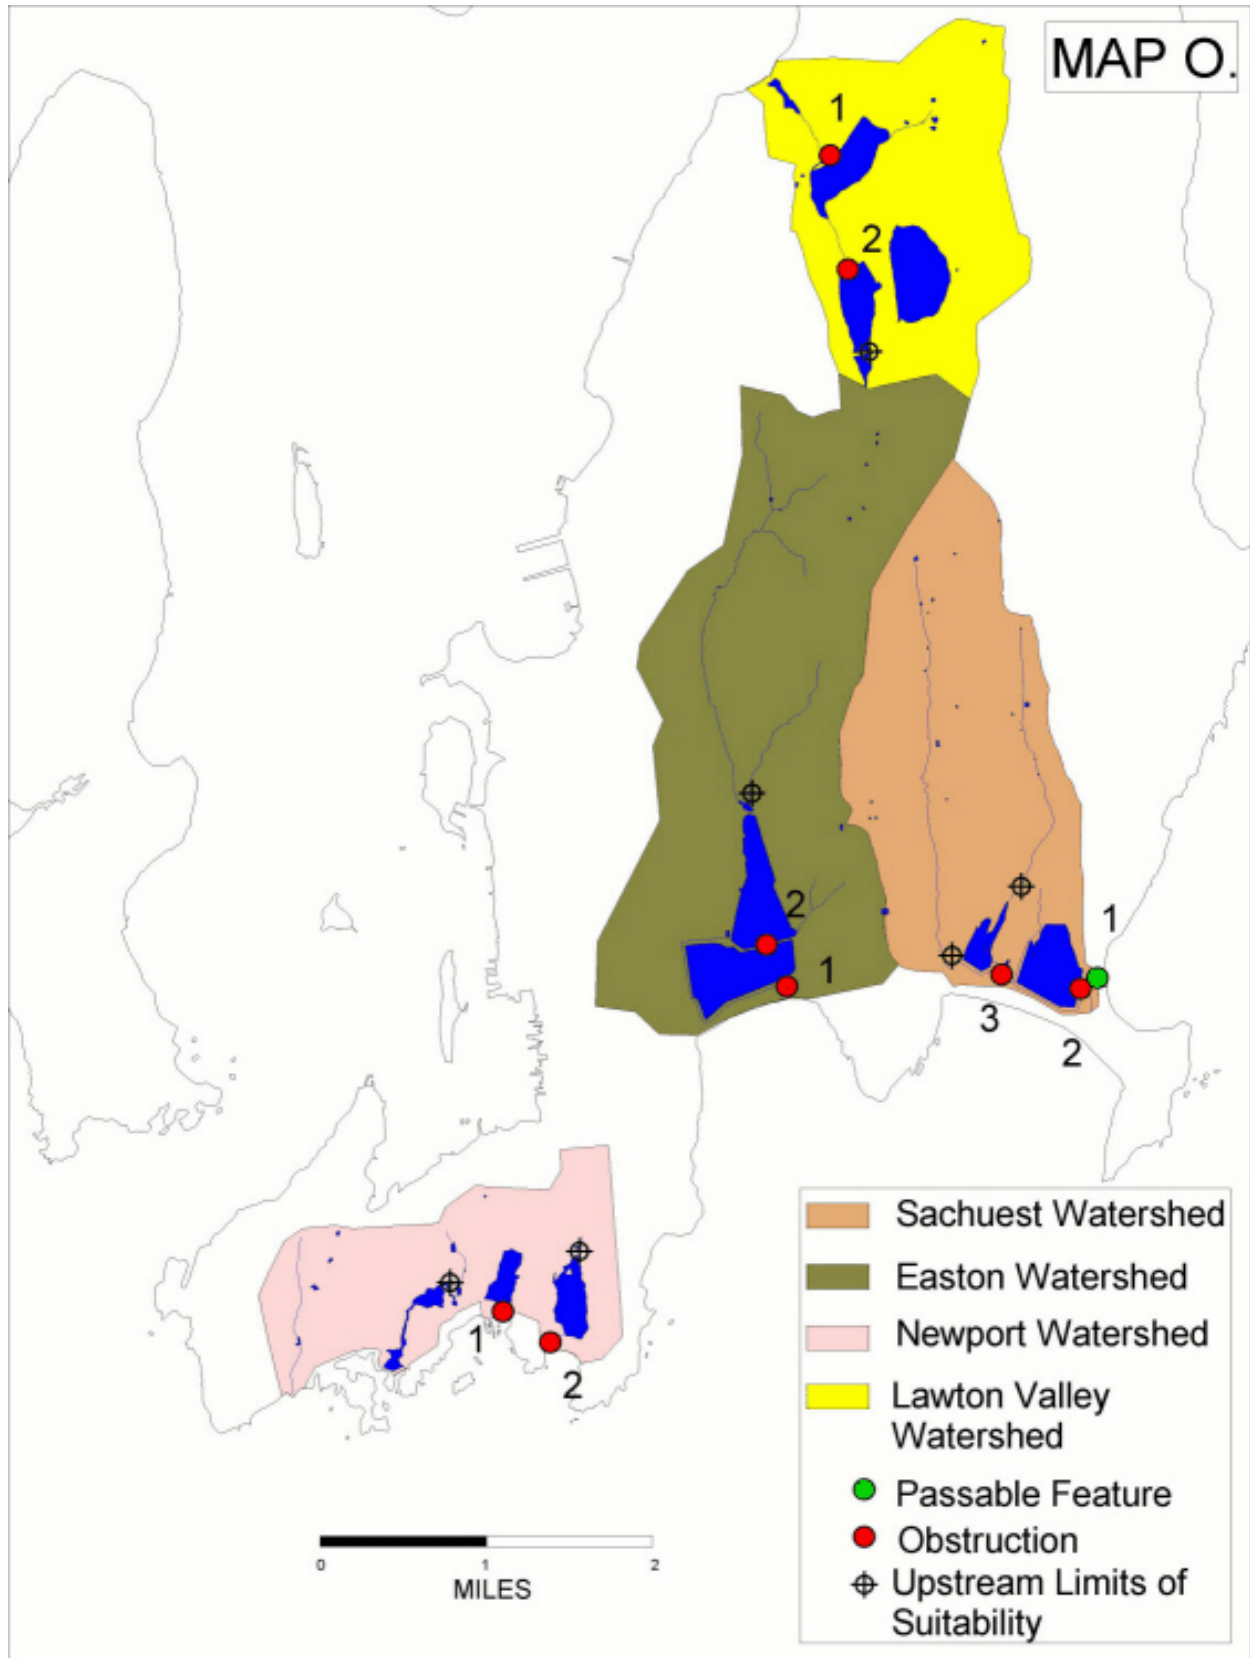 MAP O.
1
2
2
1
1
3
2
1
2
Sachuest Watershed
Easton Watershed
Newport Watershed
Lawton Valley
Watershed
Passable Feature
Obstruction
Upstream Limits of
Suitability
0 1 2
MILES